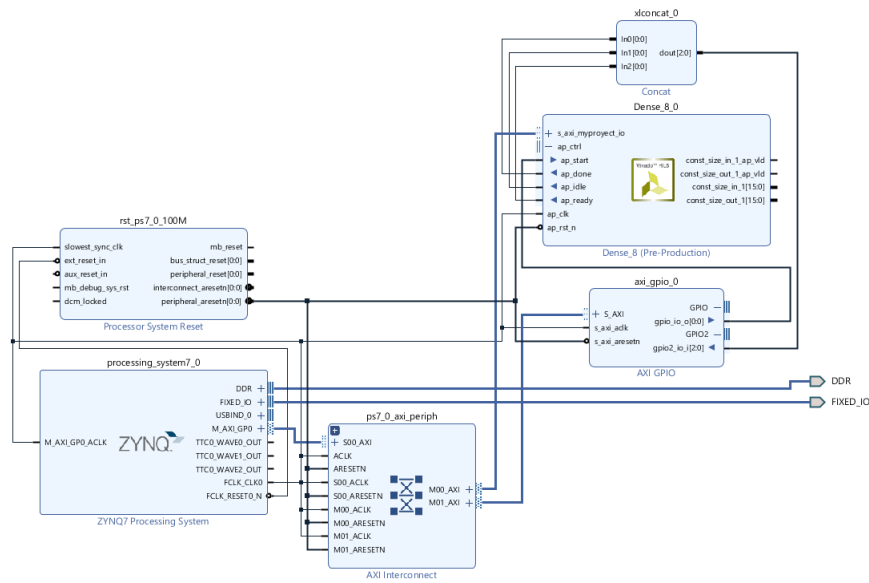 xlconcat_0
In0[0:0]
In1[0:0]
In2[0:0]
dout[2:0]
Concat
Dense_8_0
s_axi_myproyect_io
ap_ctrl
ap_start
ap_done
ap_idle
ap_ready
ap_clk
ap_rst_n
Vivado™ HLS
const_size_in_1_ap_vld
const_size_out_1_ap_vld
const_size_in_1[15:0]
const_size_out_1[15:0]
Dense_8 (Pre-Production)
rst_ps7_0_100M
slowest_sync_clk
ext_reset_in
aux_reset_in
mb_debug_sys_rst
dcm_locked
mb_reset
bus_struct_reset[0:0]
peripheral_reset[0:0]
interconnect_aresetn[0:0]
peripheral_aresetn[0:0]
Processor System Reset
axi_gpio_0
S_AXI
s_axi_aclk
s_axi_aresetn
GPIO
gpio_io_o[0:0]
GPIO2
gpio2_io_i[2:0]
AXI GPIO
processing_system7_0
M_AXI_GP0_ACLK
ZYNQ
DDR
FIXED_IO
USBIND_0
M_AXI_GP0
TTC0_WAVE0_OUT
TTC0_WAVE1_OUT
TTC0_WAVE2_OUT
FCLK_CLK0
FCLK_RESET0_N
ZYNQ7 Processing System
DDR
FIXED_IO
ps7_0_axi_periph
S00_AXI
ACLK
ARESETN
S00_ACLK
S00_ARESETN
M00_ACLK
M00_ARESETN
M01_ACLK
M01_ARESETN
M00_AXI
M01_AXI
AXI Interconnect